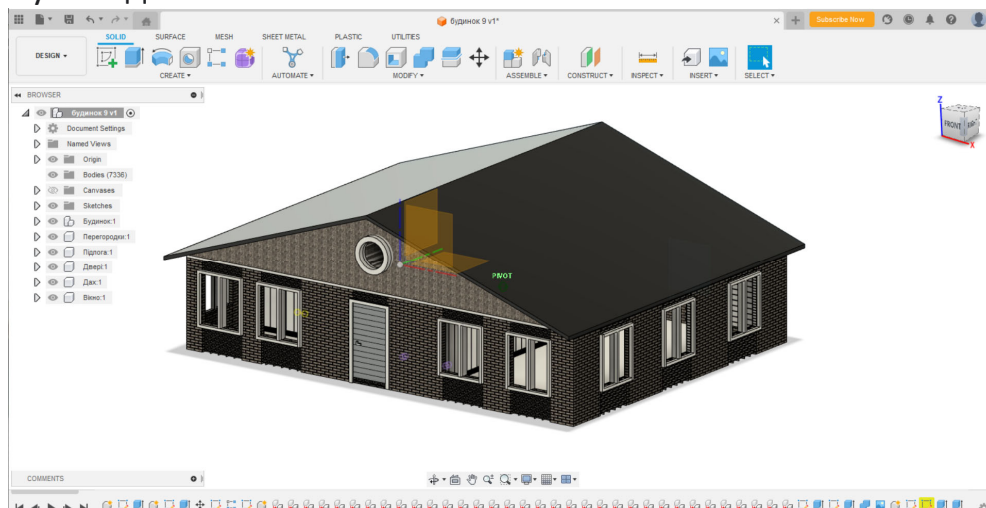 будинок 9 v1*
Subscribe Now
DESIGN
SOLID
SURFACE
MESH
SHEET METAL
PLASTIC
UTILITIES
CREATE
AUTOMATE
MODIFY
ASSEMBLE
CONSTRUCT
INSPECT
INSERT
SELECT
BROWSER
будинок 9 v1
Document Settings
Named Views
Origin
Bodies (7336)
Canvases
Sketches
Будинок:1
Перегородки:1
Підлога:1
Двері:1
Дах:1
Вікно:1
Z
FRONT
X
PIVOT
COMMENTS